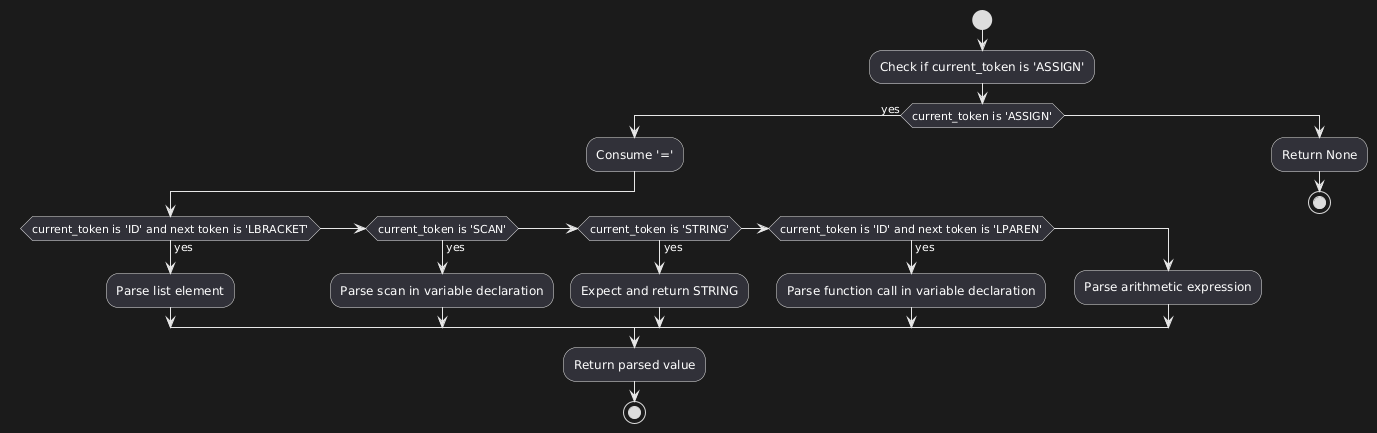 Check if current_token is 'ASSIGN'
yes
current_token is 'ASSIGN'
Consume '='
Return None
current_token is 'ID' and next token is 'LBRACKET'
current_token is 'SCAN'
current_token is 'STRING'
current_token is 'ID' and next token is 'LPAREN'
yes
yes
yes
yes
Parse list element
Parse scan in variable declaration
Expect and return STRING
Parse function call in variable declaration
Parse arithmetic expression
Return parsed value